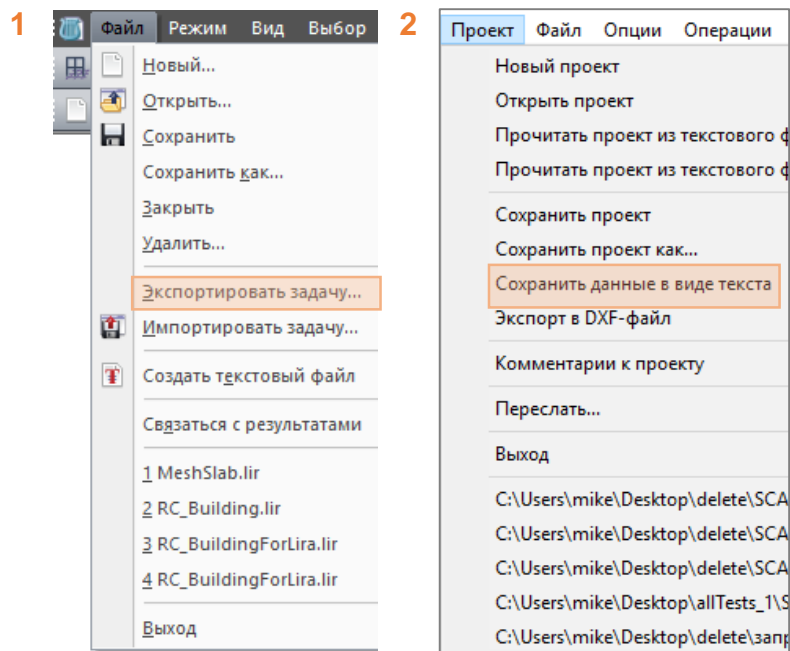 1
Файл Режим Вид Выбор
Новый...
Открыть...
Сохранить
Сохранить как...
Закрыть
Удалить...
Экспортировать задачу...
Импортировать задачу...
Создать текстовый файл
Связаться с результатами
1 MeshSlab.lir
2 RC_Building.lir
3 RC_BuildingForLira.lir
4 RC_BuildingForLira.lir
Выход
2
Проект Файл Опции Операции
Новый проект
Открыть проект
Прочитать проект из текстового ф
Прочитать проект из текстового ф
Сохранить проект
Сохранить проект как...
Сохранить данные в виде текста
Экспорт в DXF-файл
Комментарии к проекту
Переслать...
Выход
C:\Users\mike\Desktop\delete\SCA
C:\Users\mike\Desktop\delete\SCA
C:\Users\mike\Desktop\delete\SCA
C:\Users\mike\Desktop\allTests_1\S
C:\Users\mike\Desktop\delete\запр